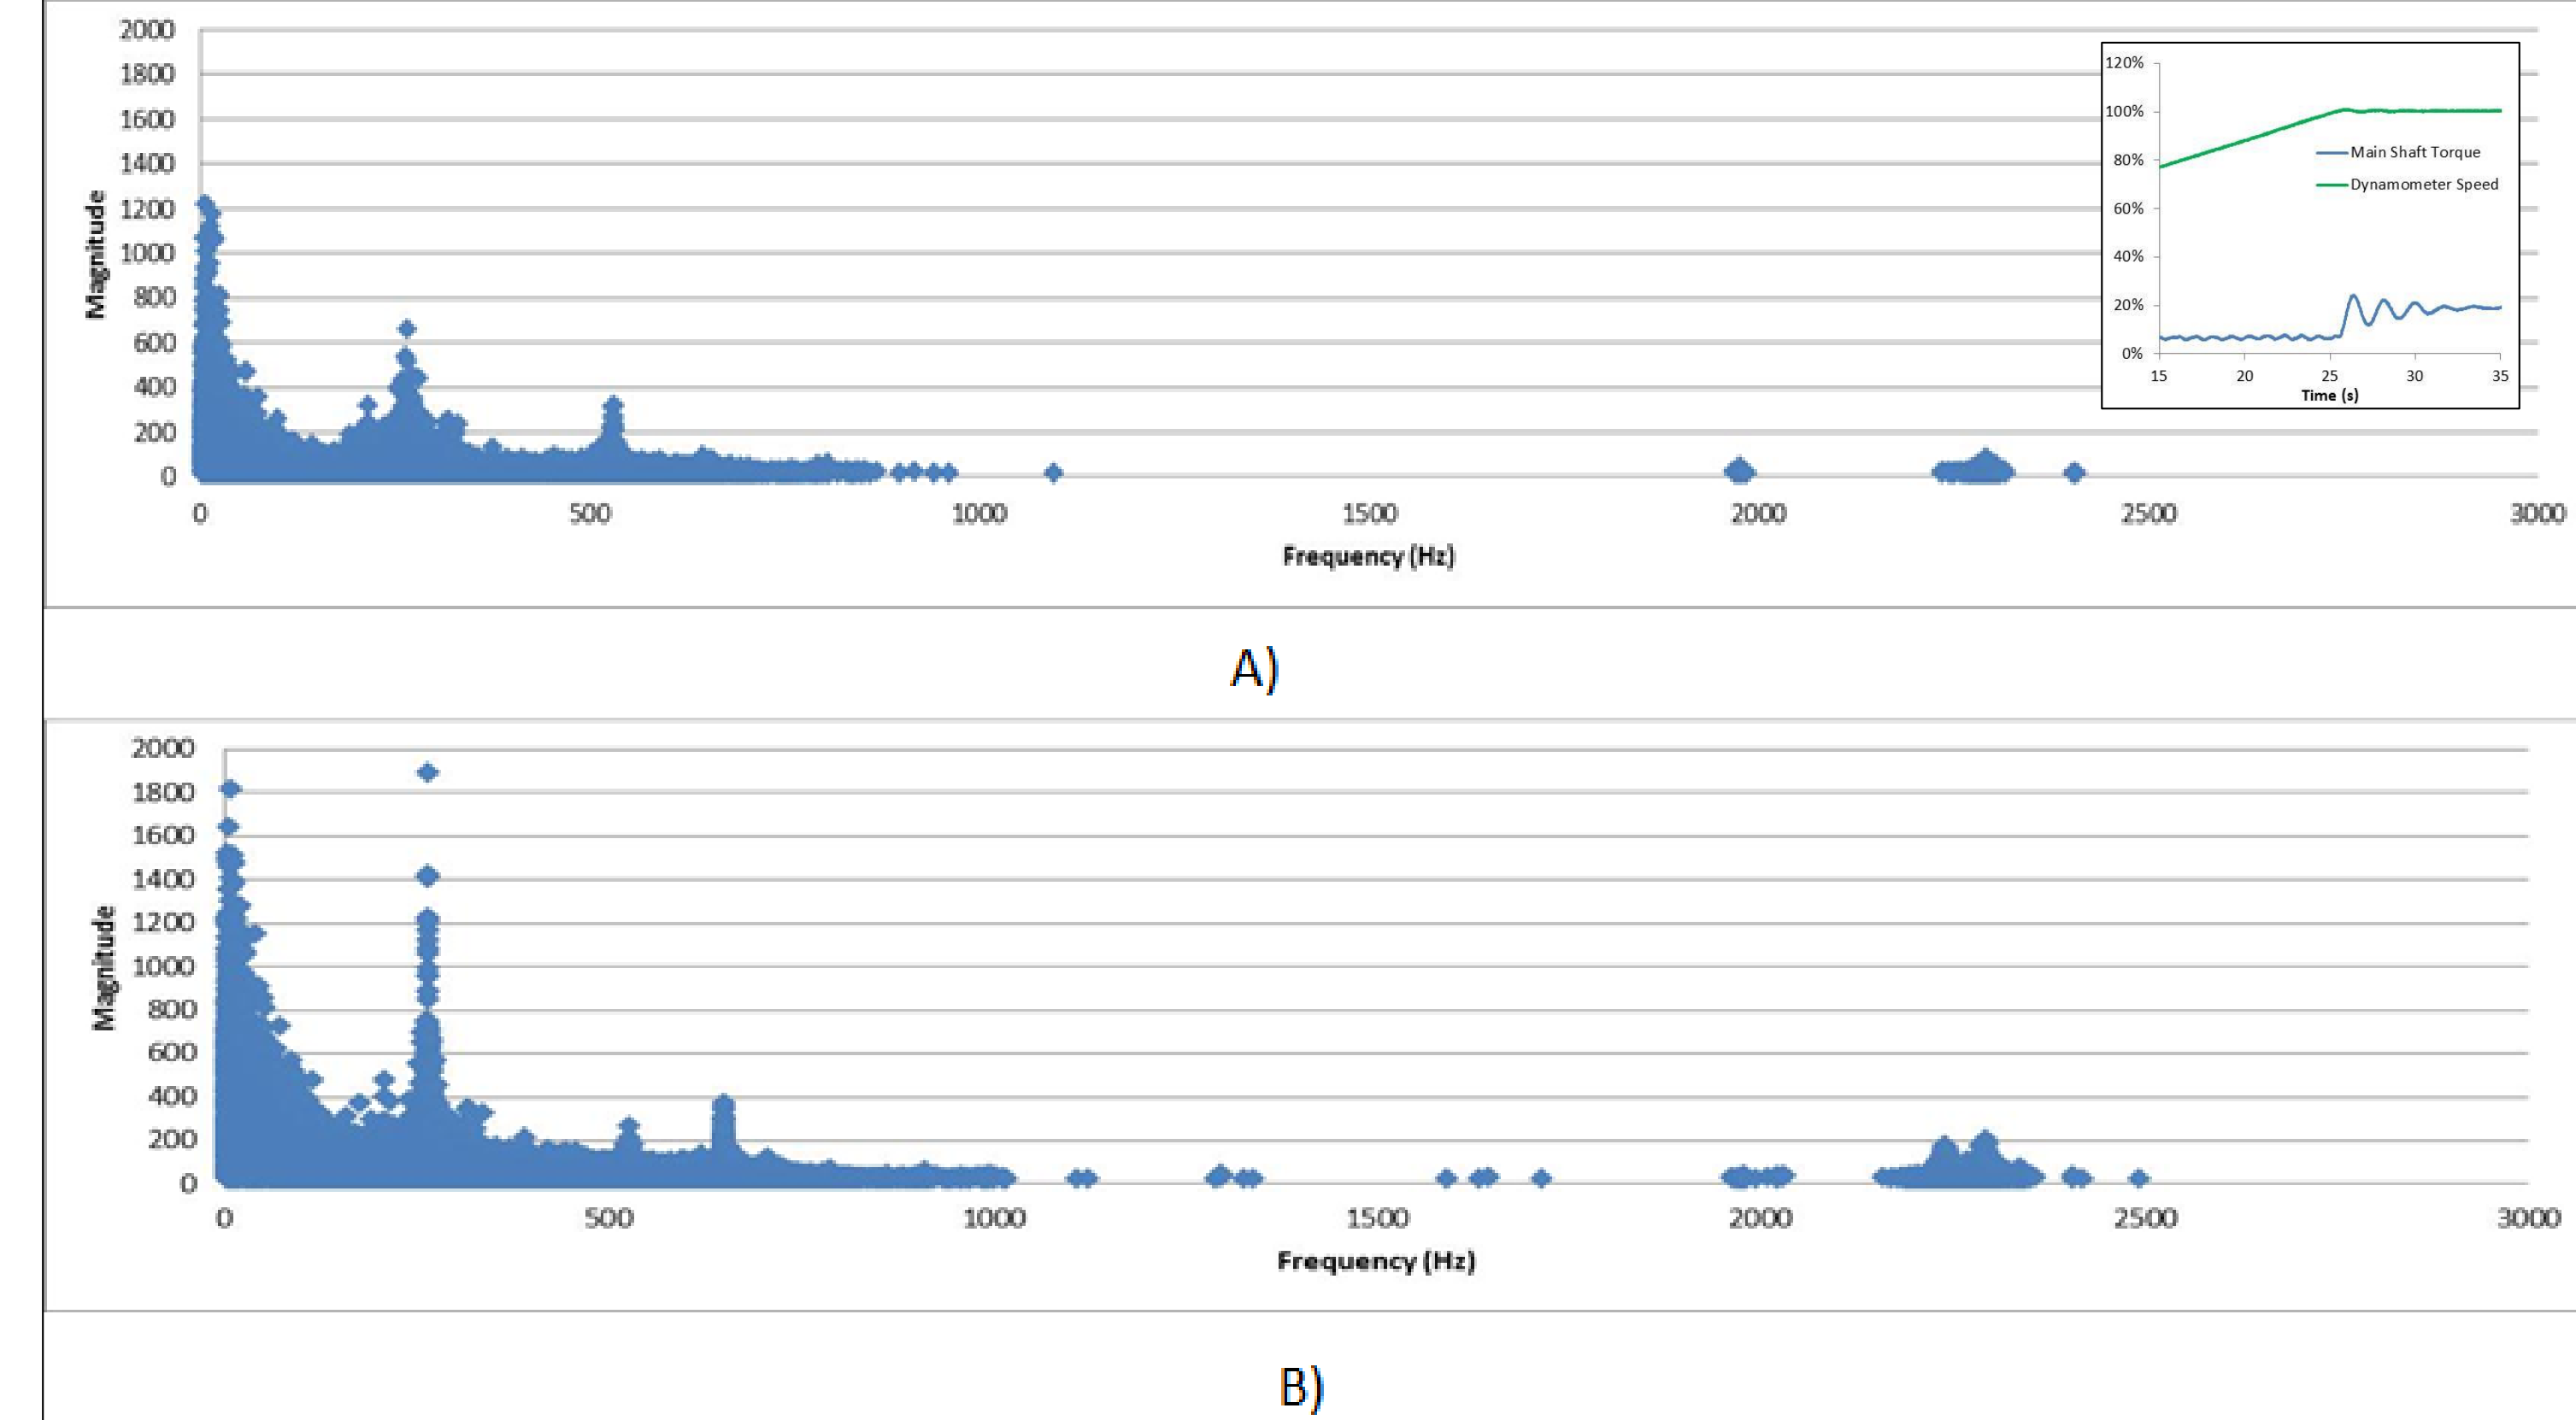 2000
1800
1600
1400
1200
1000
800
600
400
200
0
Magnitude
0 500 1000 1500 2000 2500 3000
Frequency (Hz)
120%
100%
80%
60%
40%
20%
0%
Main Shaft Torque
Dynamometer Speed
15 20 25 30 35
Time (s)
A)
2000
1800
1600
1400
1200
1000
800
600
400
200
0
Magnitude
0 500 1000 1500 2000 2500 3000
Frequency (Hz)
B)